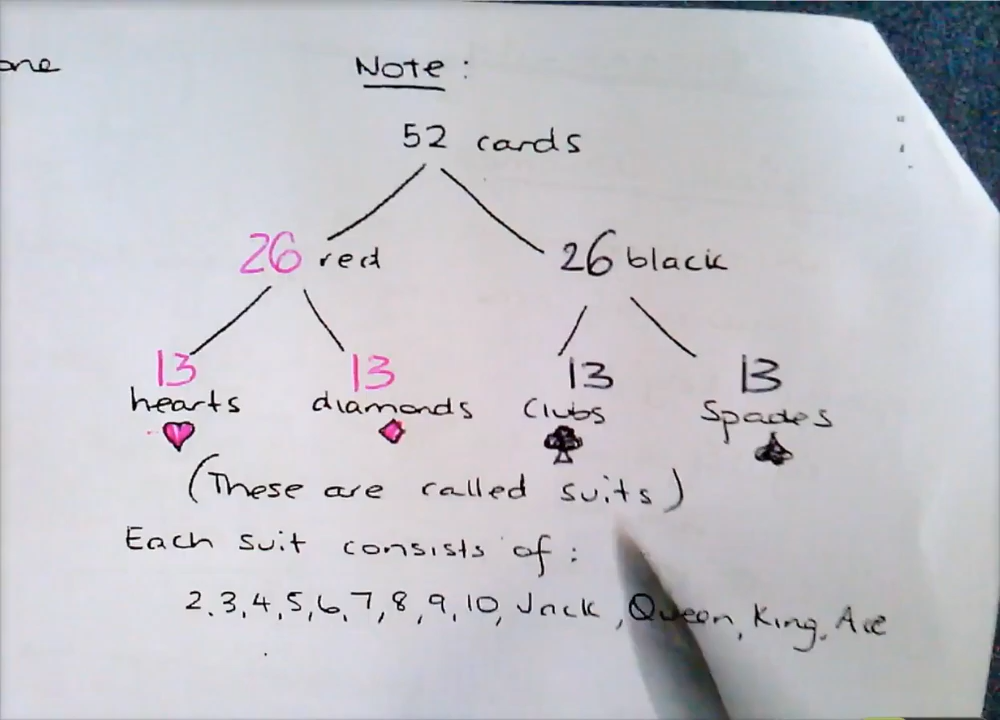 one
Note :
52 cards
26 red 26 black
13 13 13 13
hearts diamonds Clubs Spades
(These are called suits)
Each suit consists of :
2,3,4,5,6,7,8,9,10, Jack, Queen, King, Ace